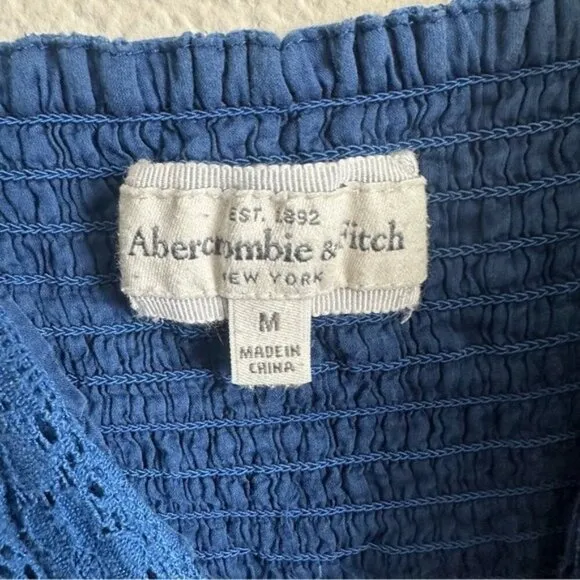 EST. 1892
Abercrombie & Fitch
NEW YORK
M
MADE IN
CHINA